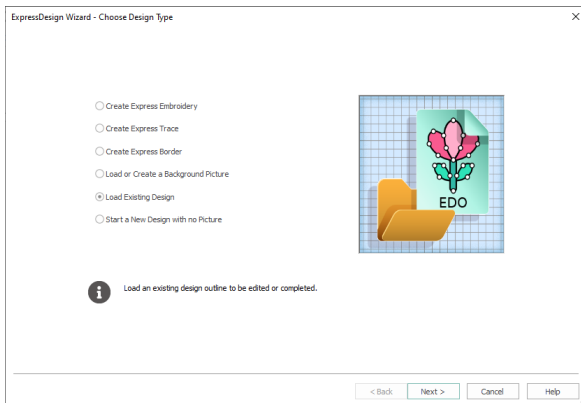 ExpressDesign Wizard - Choose Design Type
Create Express Embroidery
Create Express Trace
Create Express Border
Load or Create a Background Picture
Load Existing Design
Start a New Design with no Picture
EDO
Load an existing design outline to be edited or completed.
< Back Next > Cancel Help